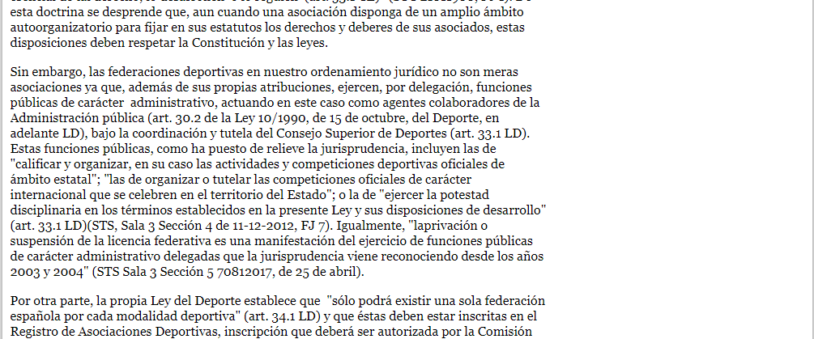 esta doctrina se desprende que, aun cuando una asociación disponga de un amplio ámbito
autoorganizatorio para fijar en sus estatutos los derechos y deberes de sus asociados, estas
disposiciones deben respetar la Constitución y las leyes.
Sin embargo, las federaciones deportivas en nuestro ordenamiento jurídico no son meras
asociaciones ya que, además de sus propias atribuciones, ejercen, por delegación, funciones
públicas de carácter administrativo, actuando en este caso como agentes colaboradores de la
Administración pública (art. 30.2 de la Ley 10/1990, de 15 de octubre, del Deporte, en
adelante LD), bajo la coordinación y tutela del Consejo Superior de Deportes (art. 33.1 LD).
Estas funciones públicas, como ha puesto de relieve la jurisprudencia, incluyen las de
"calificar y organizar, en su caso las actividades y competiciones deportivas oficiales de
ámbito estatal"; "las de organizar o tutelar las competiciones oficiales de carácter
internacional que se celebren en el territorio del Estado"; o la de "ejercer la potestad
disciplinaria en los términos establecidos en la presente Ley y sus disposiciones de desarrollo"
(art. 33.1 LD)(STS, Sala 3 Sección 4 de 11-12-2012, FJ 7). Igualmente, "laprivación o
suspensión de la licencia federativa es una manifestación del ejercicio de funciones públicas
de carácter administrativo delegadas que la jurisprudencia viene reconociendo desde los años
2003 y 2004" (STS Sala 3 Sección 5 70812017, de 25 de abril).
Por otra parte, la propia Ley del Deporte establece que "sólo podrá existir una sola federación
española por cada modalidad deportiva" (art. 34.1 LD) y que éstas deben estar inscritas en el
Registro de Asociaciones Deportivas, inscripción que deberá ser autorizada por la Comisión